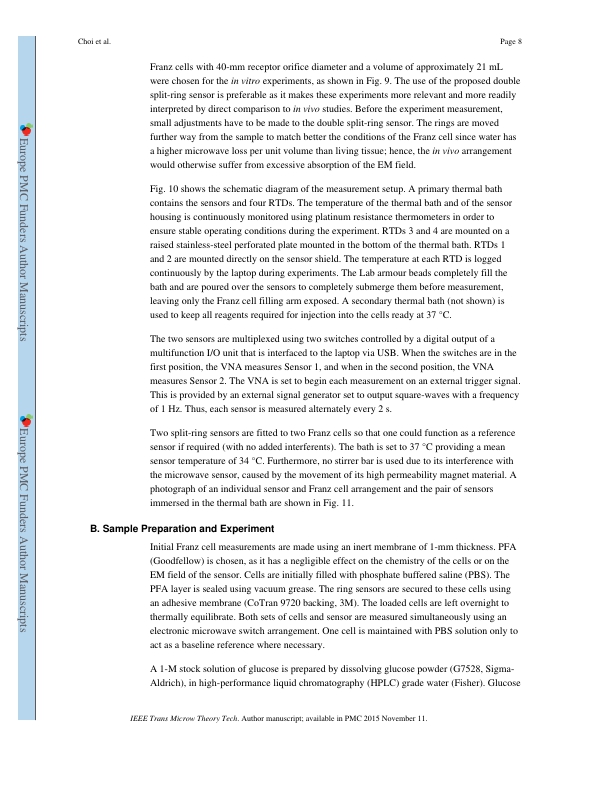 Choi et al.
Page 8
Franz cells with 40-mm receptor orifice diameter and a volume of approximately 21 mL
were chosen for the in vitro experiments, as shown in Fig. 9. The use of the proposed double
split-ring sensor is preferable as it makes these experiments more relevant and more readily
interpreted by direct comparison to in vivo studies. Before the experiment measurement,
small adjustments have to be made to the double split-ring sensor. The rings are moved
further way from the sample to match better the conditions of the Franz cell since water has
a higher microwave loss per unit volume than living tissue; hence, the in vivo arrangement
would otherwise suffer from excessive absorption of the EM field.
Fig. 10 shows the schematic diagram of the measurement setup. A primary thermal bath
contains the sensors and four RTDs. The temperature of the thermal bath and of the sensor
housing is continuously monitored using platinum resistance thermometers in order to
ensure stable operating conditions during the experiment. RTDs 3 and 4 are mounted on a
raised stainless-steel perforated plate mounted in the bottom of the thermal bath. RTDs 1
and 2 are mounted directly on the sensor shield. The temperature at each RTD is logged
continuously by the laptop during experiments. The Lab armour beads completely fill the
bath and are poured over the sensors to completely submerge them before measurement,
leaving only the Franz cell filling arm exposed. A secondary thermal bath (not shown) is
used to keep all reagents required for injection into the cells ready at 37 °C.
The two sensors are multiplexed using two switches controlled by a digital output of a
multifunction I/O unit that is interfaced to the laptop via USB. When the switches are in the
first position, the VNA measures Sensor 1, and when in the second position, the VNA
measures Sensor 2. The VNA is set to begin each measurement on an external trigger signal.
This is provided by an external signal generator set to output square-waves with a frequency
of 1 Hz. Thus, each sensor is measured alternately every 2 s.
Two split-ring sensors are fitted to two Franz cells so that one could function as a reference
sensor if required (with no added interferents). The bath is set to 37 °C providing a mean
sensor temperature of 34 °C. Furthermore, no stirrer bar is used due to its interference with
the microwave sensor, caused by the movement of its high permeability magnet material. A
photograph of an individual sensor and Franz cell arrangement and the pair of sensors
immersed in the thermal bath are shown in Fig. 11.
B. Sample Preparation and Experiment
Initial Franz cell measurements are made using an inert membrane of 1-mm thickness. PFA
(Goodfellow) is chosen, as it has a negligible effect on the chemistry of the cells or on the
EM field of the sensor. Cells are initially filled with phosphate buffered saline (PBS). The
PFA layer is sealed using vacuum grease. The ring sensors are secured to these cells using
an adhesive membrane (CoTran 9720 backing, 3M). The loaded cells are left overnight to
thermally equilibrate. Both sets of cells and sensor are measured simultaneously using an
electronic microwave switch arrangement. One cell is maintained with PBS solution only to
act as a baseline reference where necessary.
A 1-M stock solution of glucose is prepared by dissolving glucose powder (G7528, Sigma-
Aldrich), in high-performance liquid chromatography (HPLC) grade water (Fisher). Glucose
IEEE Trans Microw Theory Tech. Author manuscript; available in PMC 2015 November 11.
Europe PMC Funders Author Manuscripts
Europe PMC Funders Author Manuscripts